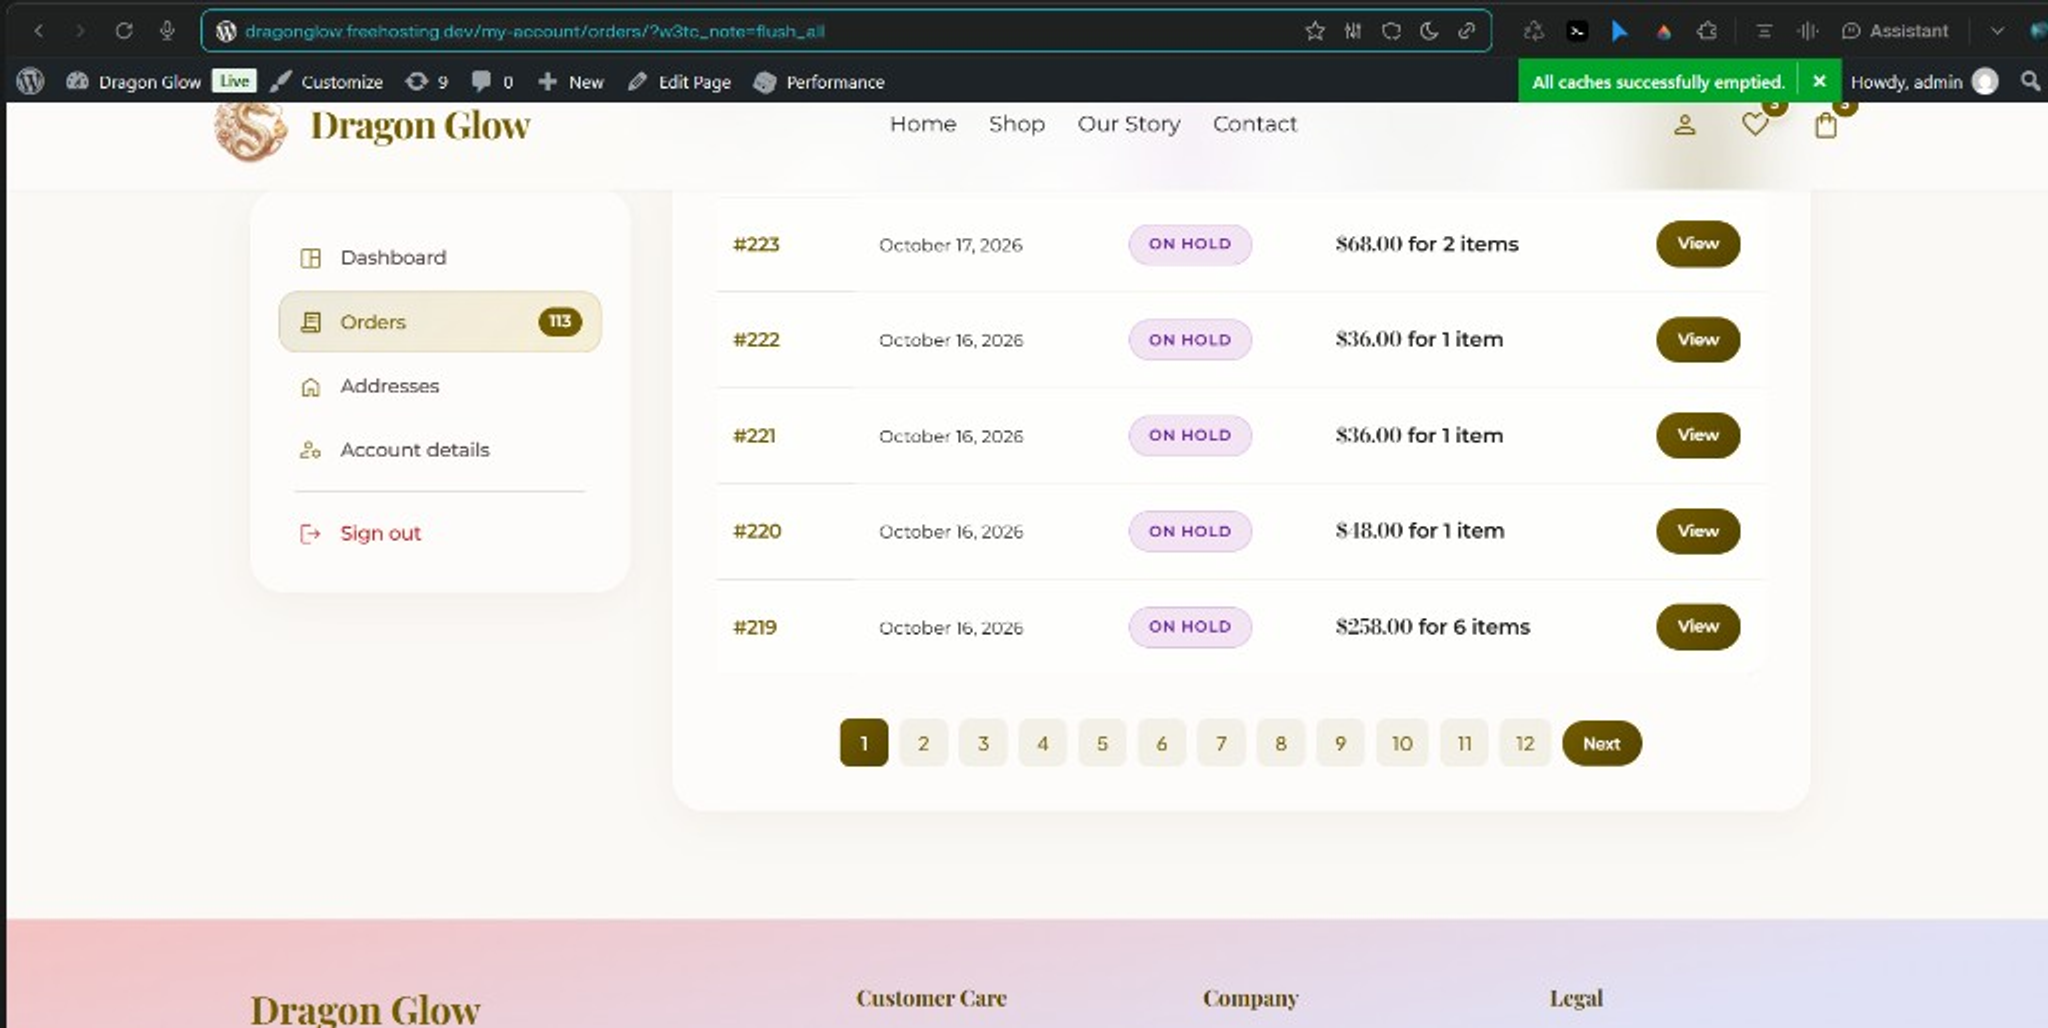 dragonglow.freehosting.dev/my-account/orders/?w3tc_note=flush_all
Assistant
Dragon Glow Live Customize 9 0 New Edit Page Performance
All caches successfully emptied. × Howdy, admin
Dragon Glow
Home Shop Our Story Contact
Dashboard
Orders 113
Addresses
Account details
Sign out
#223 October 17, 2026 ON HOLD $68.00 for 2 items View
#222 October 16, 2026 ON HOLD $36.00 for 1 item View
#221 October 16, 2026 ON HOLD $36.00 for 1 item View
#220 October 16, 2026 ON HOLD $48.00 for 1 item View
#219 October 16, 2026 ON HOLD $258.00 for 6 items View
1 2 3 4 5 6 7 8 9 10 11 12 Next
Dragon Glow
Customer Care
Company
Legal